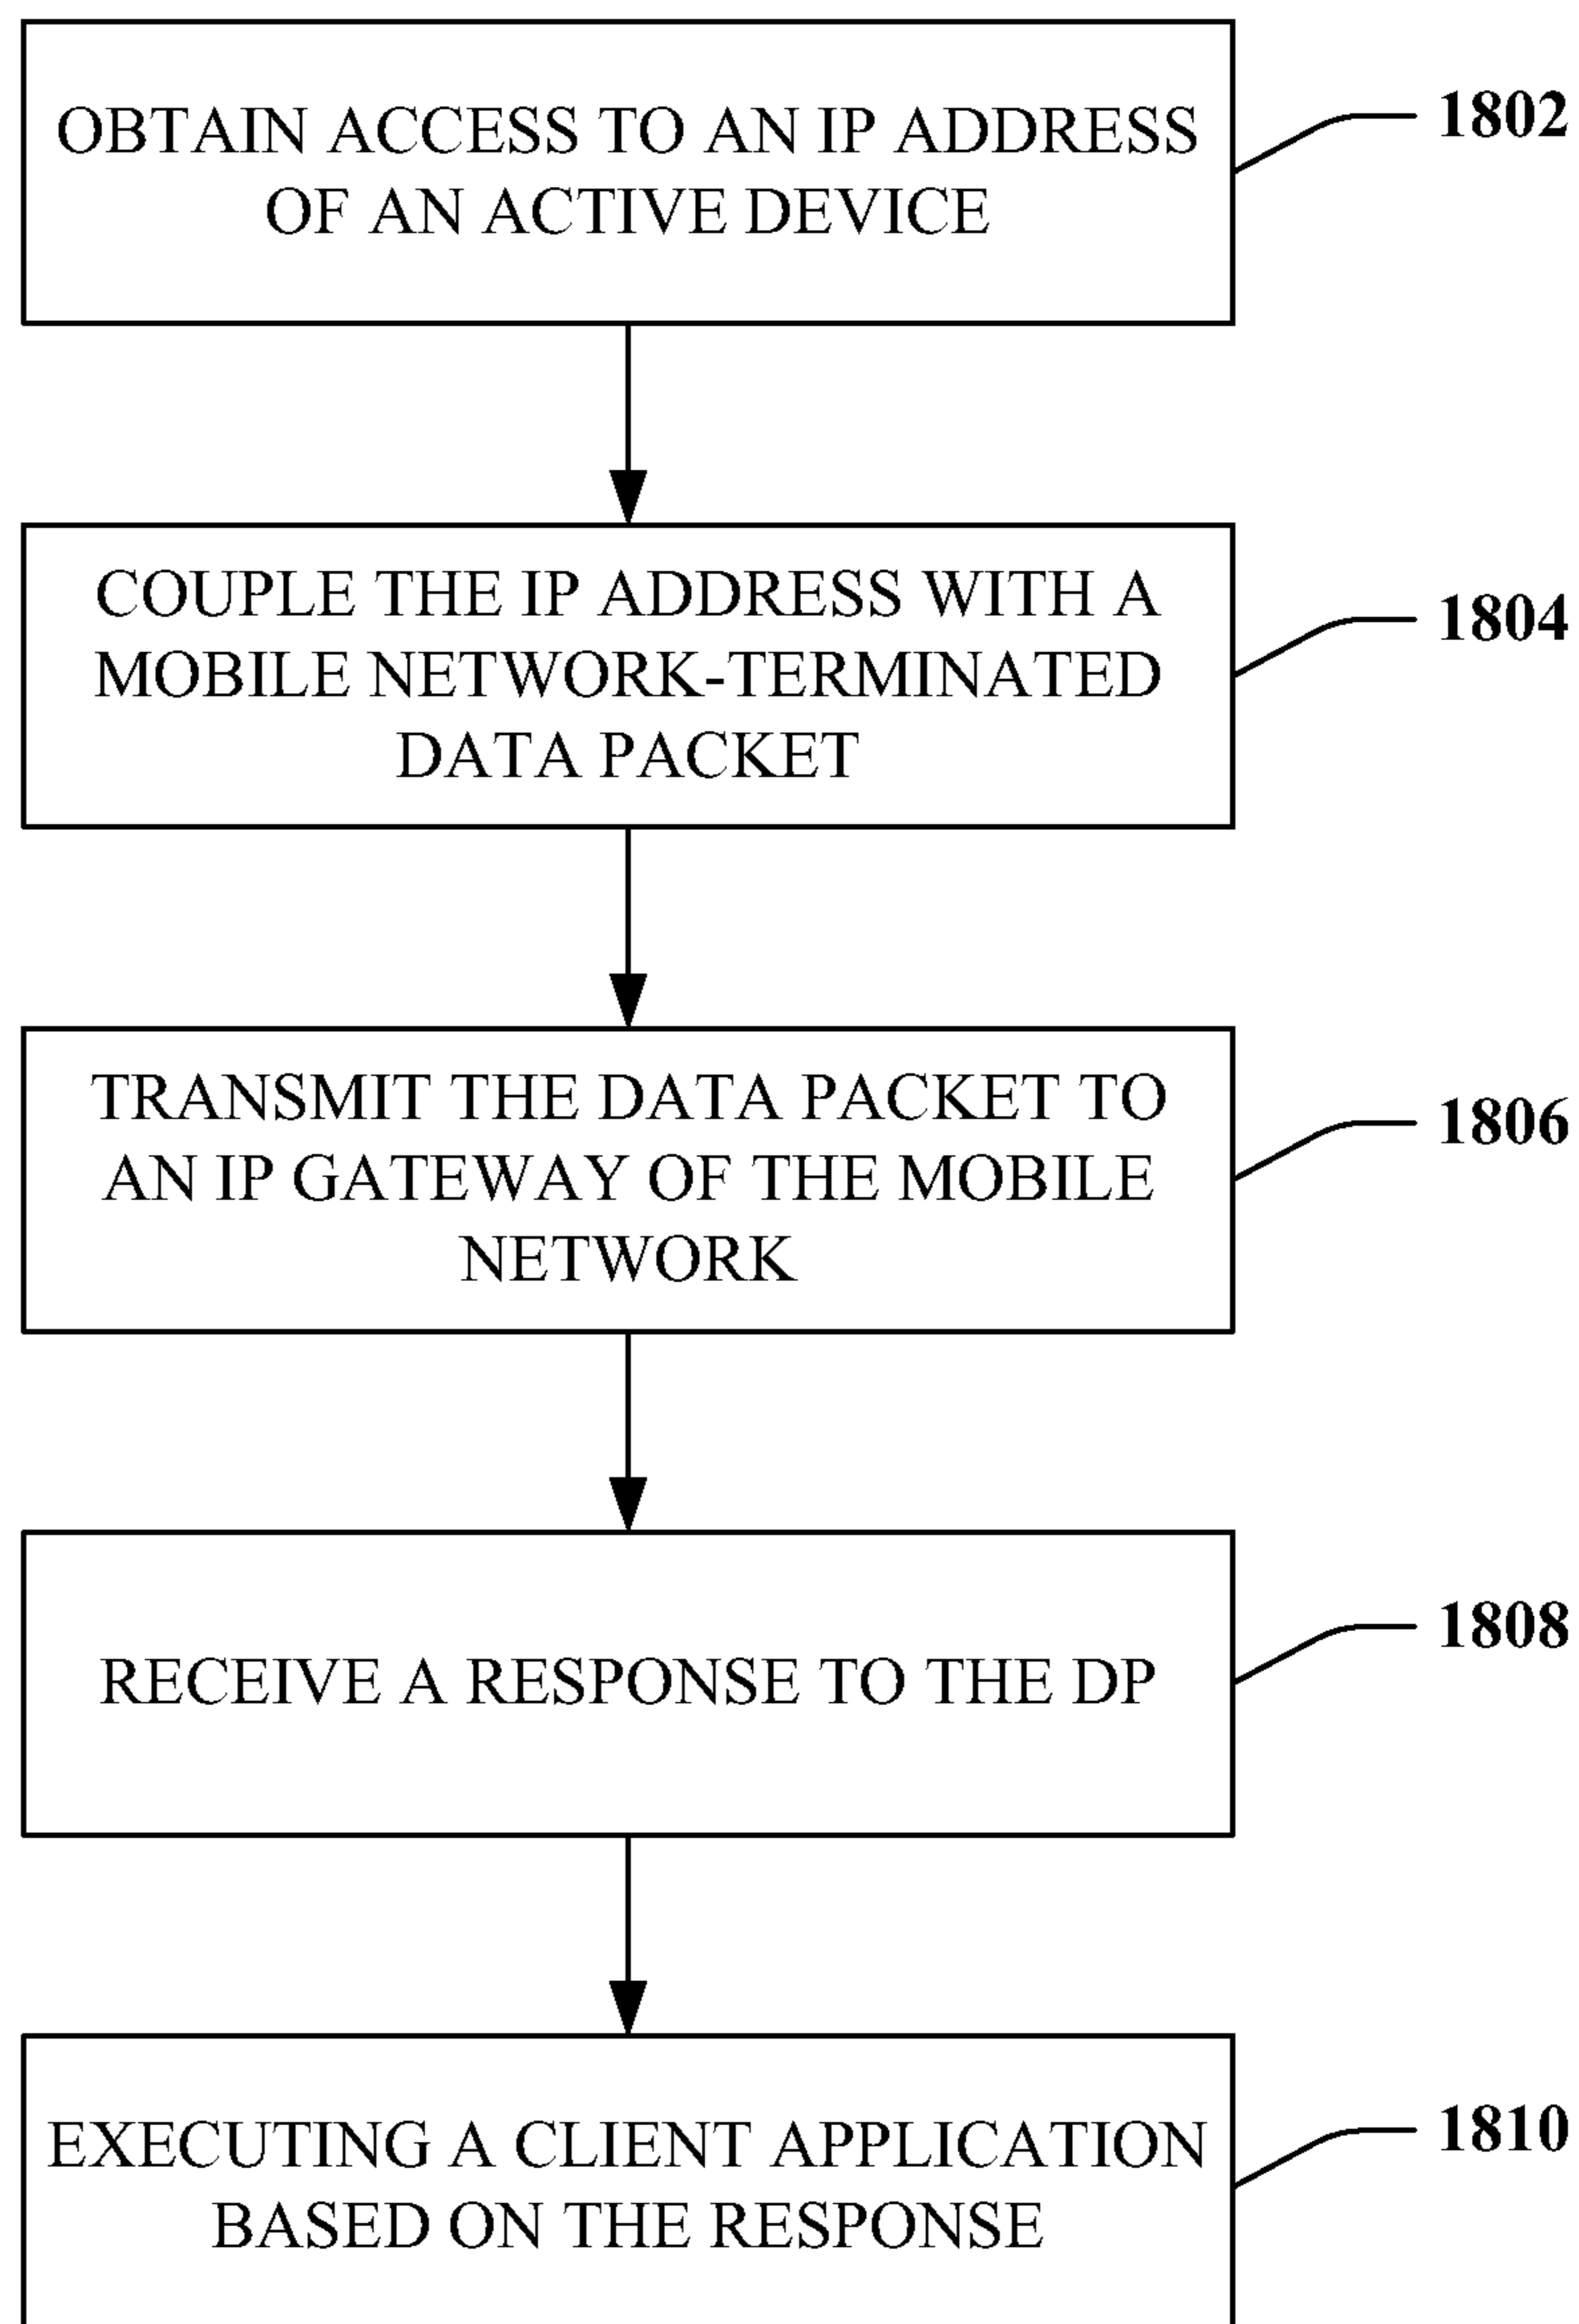 OBTAIN ACCESS TO AN IP ADDRESS
OF AN ACTIVE DEVICE
1802
COUPLE THE IP ADDRESS WITH A
MOBILE NETWORK-TERMINATED
DATA PACKET
1804
TRANSMIT THE DATA PACKET TO
AN IP GATEWAY OF THE MOBILE
NETWORK
1806
RECEIVE A RESPONSE TO THE DP
1808
EXECUTING A CLIENT APPLICATION
BASED ON THE RESPONSE
1810